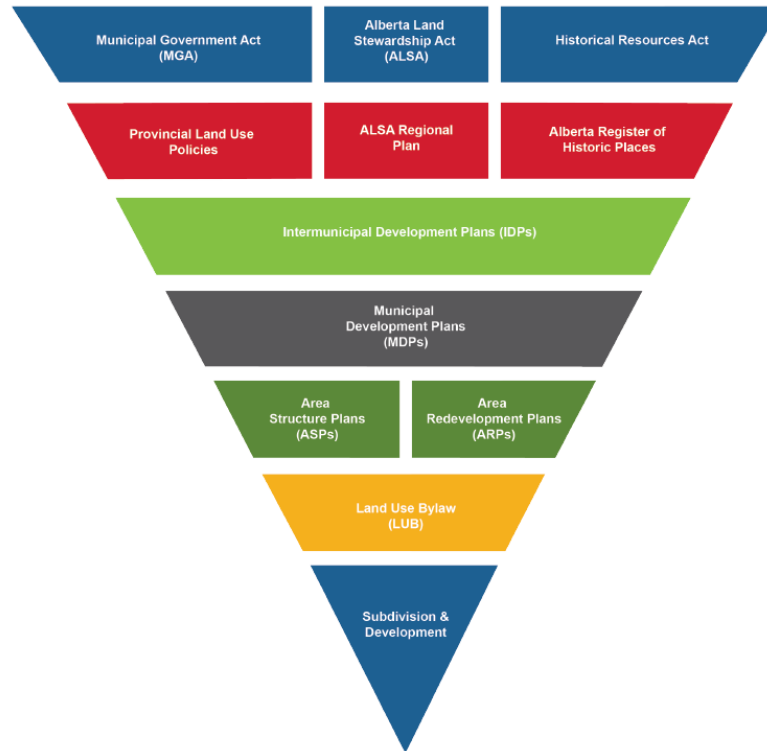 Municipal Government Act
(MGA)
Alberta Land
Stewardship Act
(ALSA)
Historical Resources Act
Provincial Land Use
Policies
ALSA Regional
Plan
Alberta Register of
Historic Places
Intermunicipal Development Plans (IDPs)
Municipal
Development Plans
(MDPs)
Area
Structure Plans
(ASPs)
Area
Redevelopment Plans
(ARPs)
Land Use Bylaw
(LUB)
Subdivision &
Development